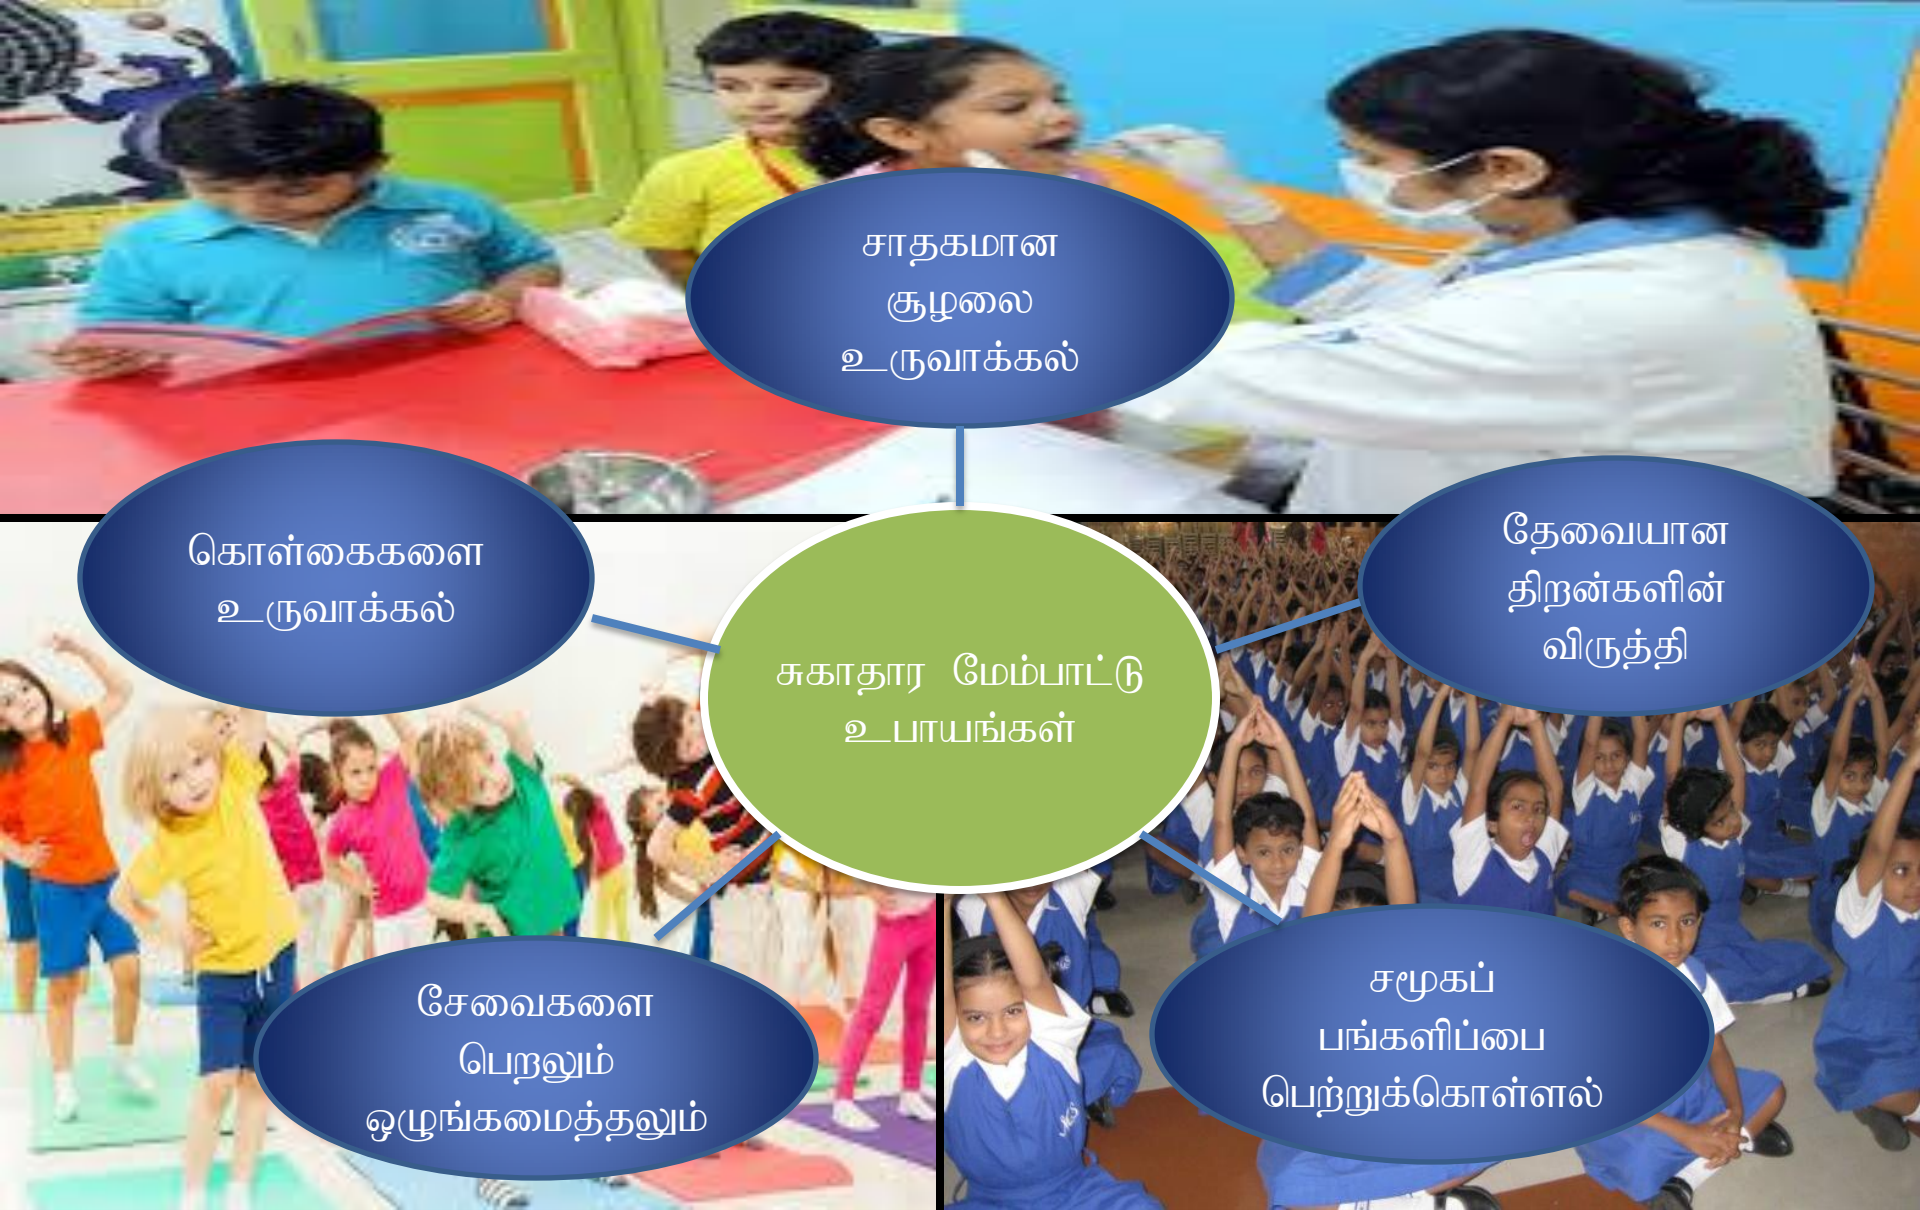 சாதகமான
சூழலை
உருவாக்கல்
கொள்கைகளை
உருவாக்கல்
தேவையான
திறன்களின்
விருத்தி
சுகாதார மேம்பாட்டு
உபாயங்கள்
சேவைகளை
பெறலும்
ஒழுங்கமைத்தலும்
சமூகப்
பங்களிப்பை
பெற்றுக்கொள்ளல்